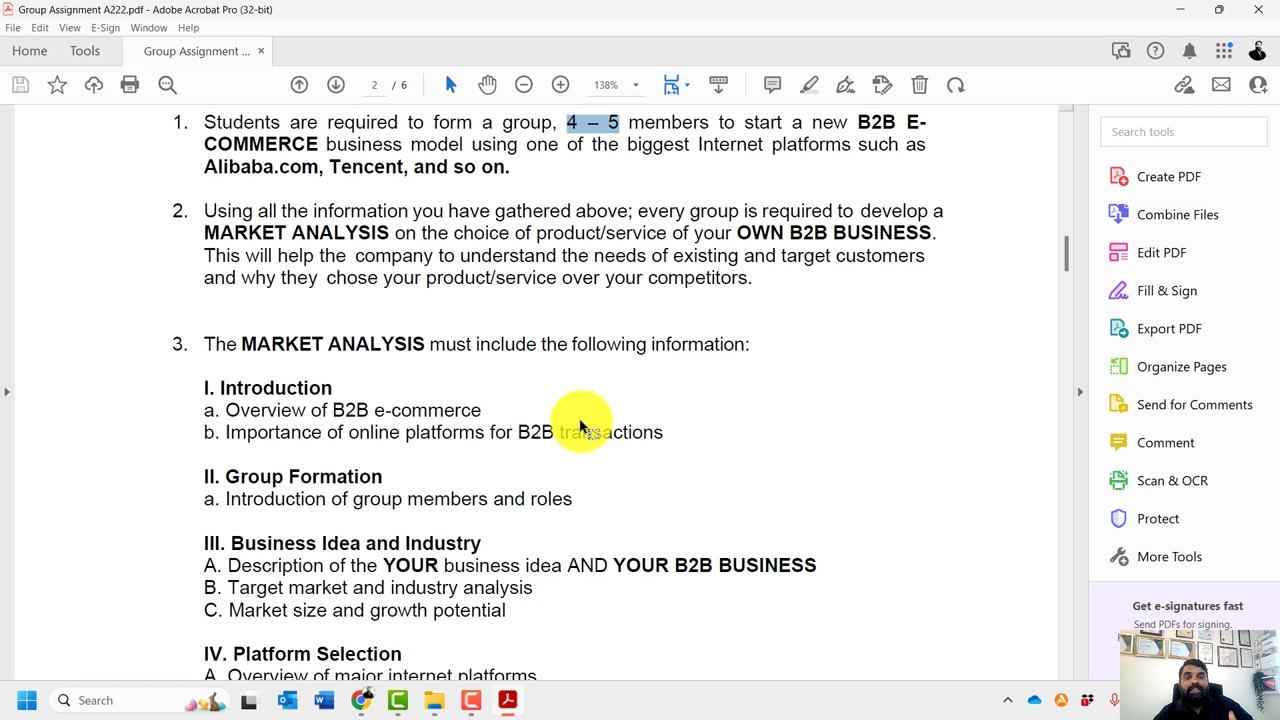 Group Assignment A222.pdf - Adobe Acrobat Pro (32-bit)
File Edit View E-Sign Window Help
Home Tools Group Assignment ... ×
2 / 6 138%
1. Students are required to form a group, 4 – 5 members to start a new B2B E-
COMMERCE business model using one of the biggest Internet platforms such as
Alibaba.com, Tencent, and so on.
2. Using all the information you have gathered above; every group is required to develop a
MARKET ANALYSIS on the choice of product/service of your OWN B2B BUSINESS.
This will help the company to understand the needs of existing and target customers
and why they chose your product/service over your competitors.
3. The MARKET ANALYSIS must include the following information:
I. Introduction
a. Overview of B2B e-commerce
b. Importance of online platforms for B2B transactions
II. Group Formation
a. Introduction of group members and roles
III. Business Idea and Industry
A. Description of the YOUR business idea AND YOUR B2B BUSINESS
B. Target market and industry analysis
C. Market size and growth potential
IV. Platform Selection
A. Overview of major internet platforms
Search tools
Create PDF
Combine Files
Edit PDF
Fill & Sign
Export PDF
Organize Pages
Send for Comments
Comment
Scan & OCR
Protect
More Tools
Get e-signatures fast
Send PDFs for signing.
Search